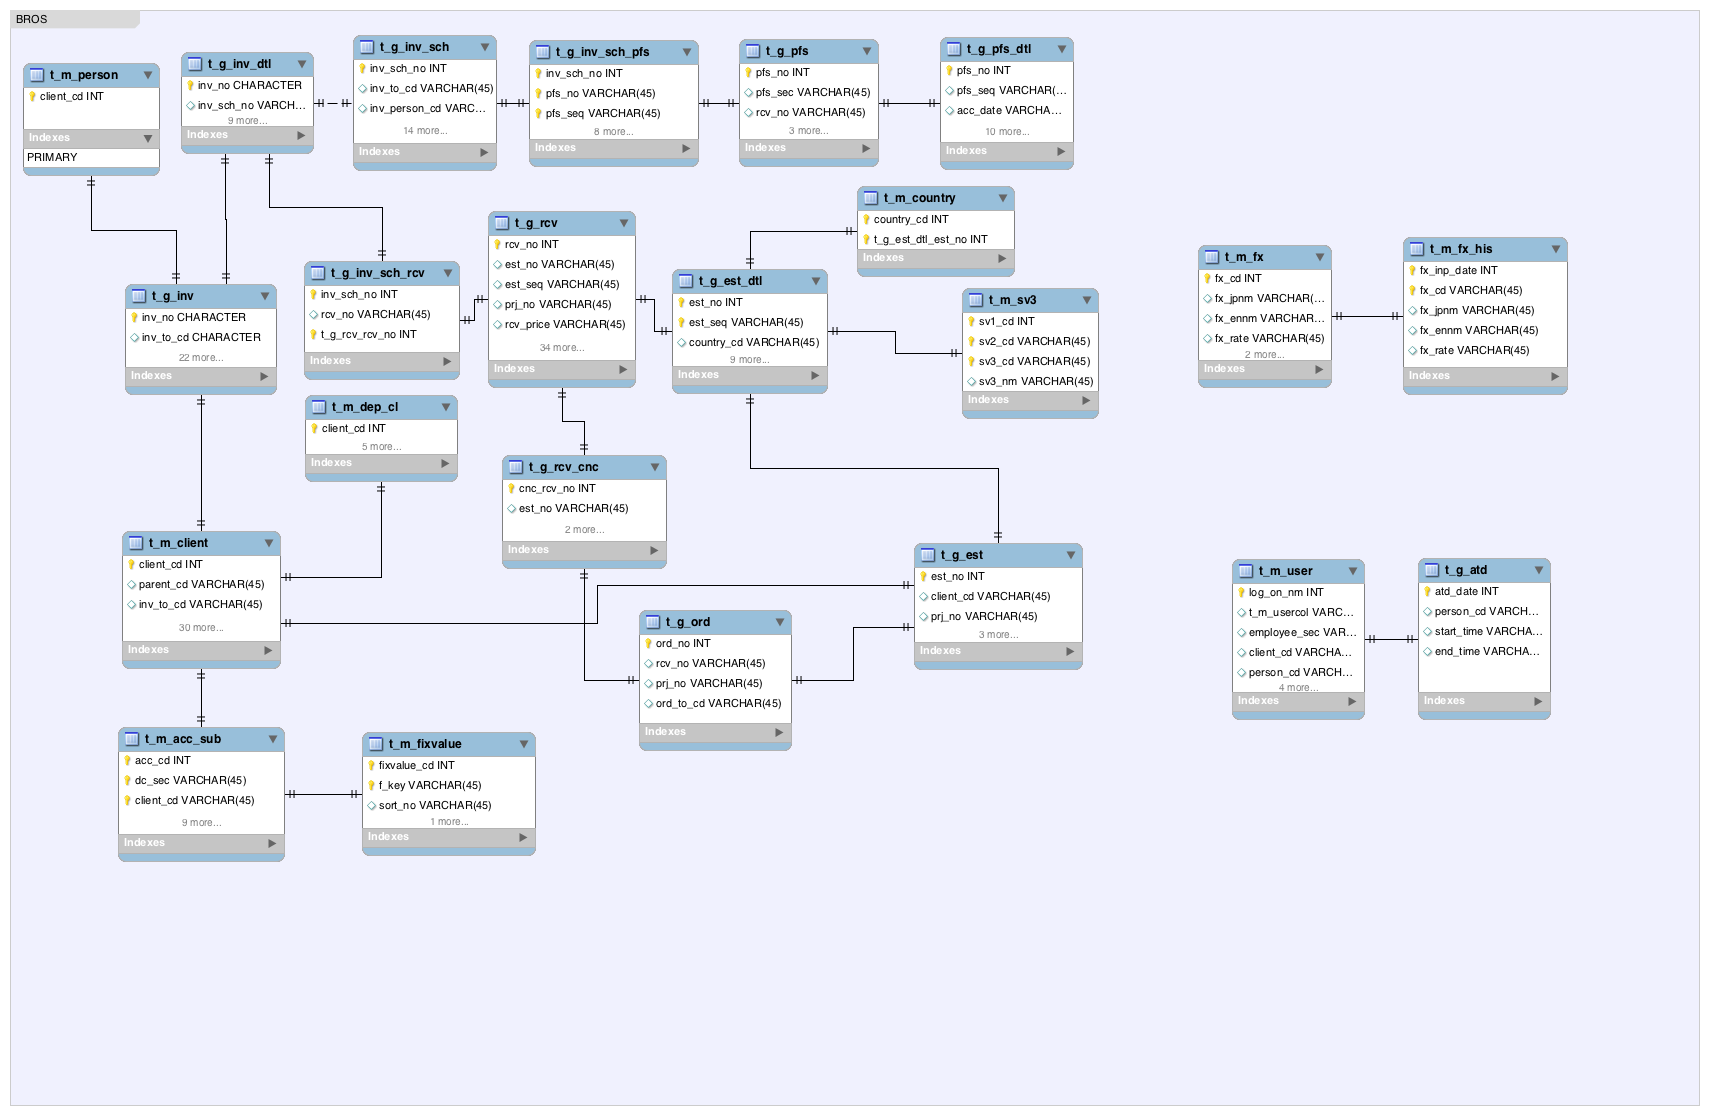 BROS
t_m_person
client_cd INT
Indexes
PRIMARY
t_g_inv_dtl
inv_no CHARACTER
inv_sch_no VARCH...
9 more...
Indexes
t_g_inv_sch
inv_sch_no INT
inv_to_cd VARCHAR(45)
inv_person_cd VARC...
14 more...
Indexes
t_g_inv_sch_pfs
inv_sch_no INT
pfs_no VARCHAR(45)
pfs_seq VARCHAR(45)
8 more...
Indexes
t_g_pfs
pfs_no INT
pfs_sec VARCHAR(45)
rcv_no VARCHAR(45)
3 more...
Indexes
t_g_pfs_dtl
pfs_no INT
pfs_seq VARCHAR(...
acc_date VARCHA...
10 more...
Indexes
t_m_country
country_cd INT
t_g_est_dtl_est_no INT
Indexes
t_g_inv
inv_no CHARACTER
inv_to_cd CHARACTER
22 more...
Indexes
t_g_inv_sch_rcv
inv_sch_no INT
rcv_no VARCHAR(45)
t_g_rcv_rcv_no INT
Indexes
t_g_rcv
rcv_no INT
est_no VARCHAR(45)
est_seq VARCHAR(45)
prj_no VARCHAR(45)
rcv_price VARCHAR(45)
34 more...
Indexes
t_g_est_dtl
est_no INT
est_seq VARCHAR(45)
country_cd VARCHAR(45)
9 more...
Indexes
t_m_sv3
sv1_cd INT
sv2_cd VARCHAR(45)
sv3_cd VARCHAR(45)
sv3_nm VARCHAR(45)
Indexes
t_m_fx
fx_cd INT
fx_jpnm VARCHAR(...
fx_ennm VARCHAR...
fx_rate VARCHAR(45)
2 more...
Indexes
t_m_fx_his
fx_inp_date INT
fx_cd VARCHAR(45)
fx_jpnm VARCHAR(45)
fx_ennm VARCHAR(45)
fx_rate VARCHAR(45)
Indexes
t_m_dep_cl
client_cd INT
5 more...
Indexes
t_g_rcv_cnc
cnc_rcv_no INT
est_no VARCHAR(45)
2 more...
Indexes
t_m_client
client_cd INT
parent_cd VARCHAR(45)
inv_to_cd VARCHAR(45)
30 more...
Indexes
t_g_ord
ord_no INT
rcv_no VARCHAR(45)
prj_no VARCHAR(45)
ord_to_cd VARCHAR(45)
Indexes
t_g_est
est_no INT
client_cd VARCHAR(45)
prj_no VARCHAR(45)
3 more...
Indexes
t_m_user
log_on_nm INT
t_m_usercol VARC...
employee_sec VAR...
client_cd VARCHA...
person_cd VARCH...
4 more...
Indexes
t_g_atd
atd_date INT
person_cd VARCH...
start_time VARCHA...
end_time VARCHA...
Indexes
t_m_acc_sub
acc_cd INT
dc_sec VARCHAR(45)
client_cd VARCHAR(45)
9 more...
Indexes
t_m_fixvalue
fixvalue_cd INT
f_key VARCHAR(45)
sort_no VARCHAR(45)
1 more...
Indexes